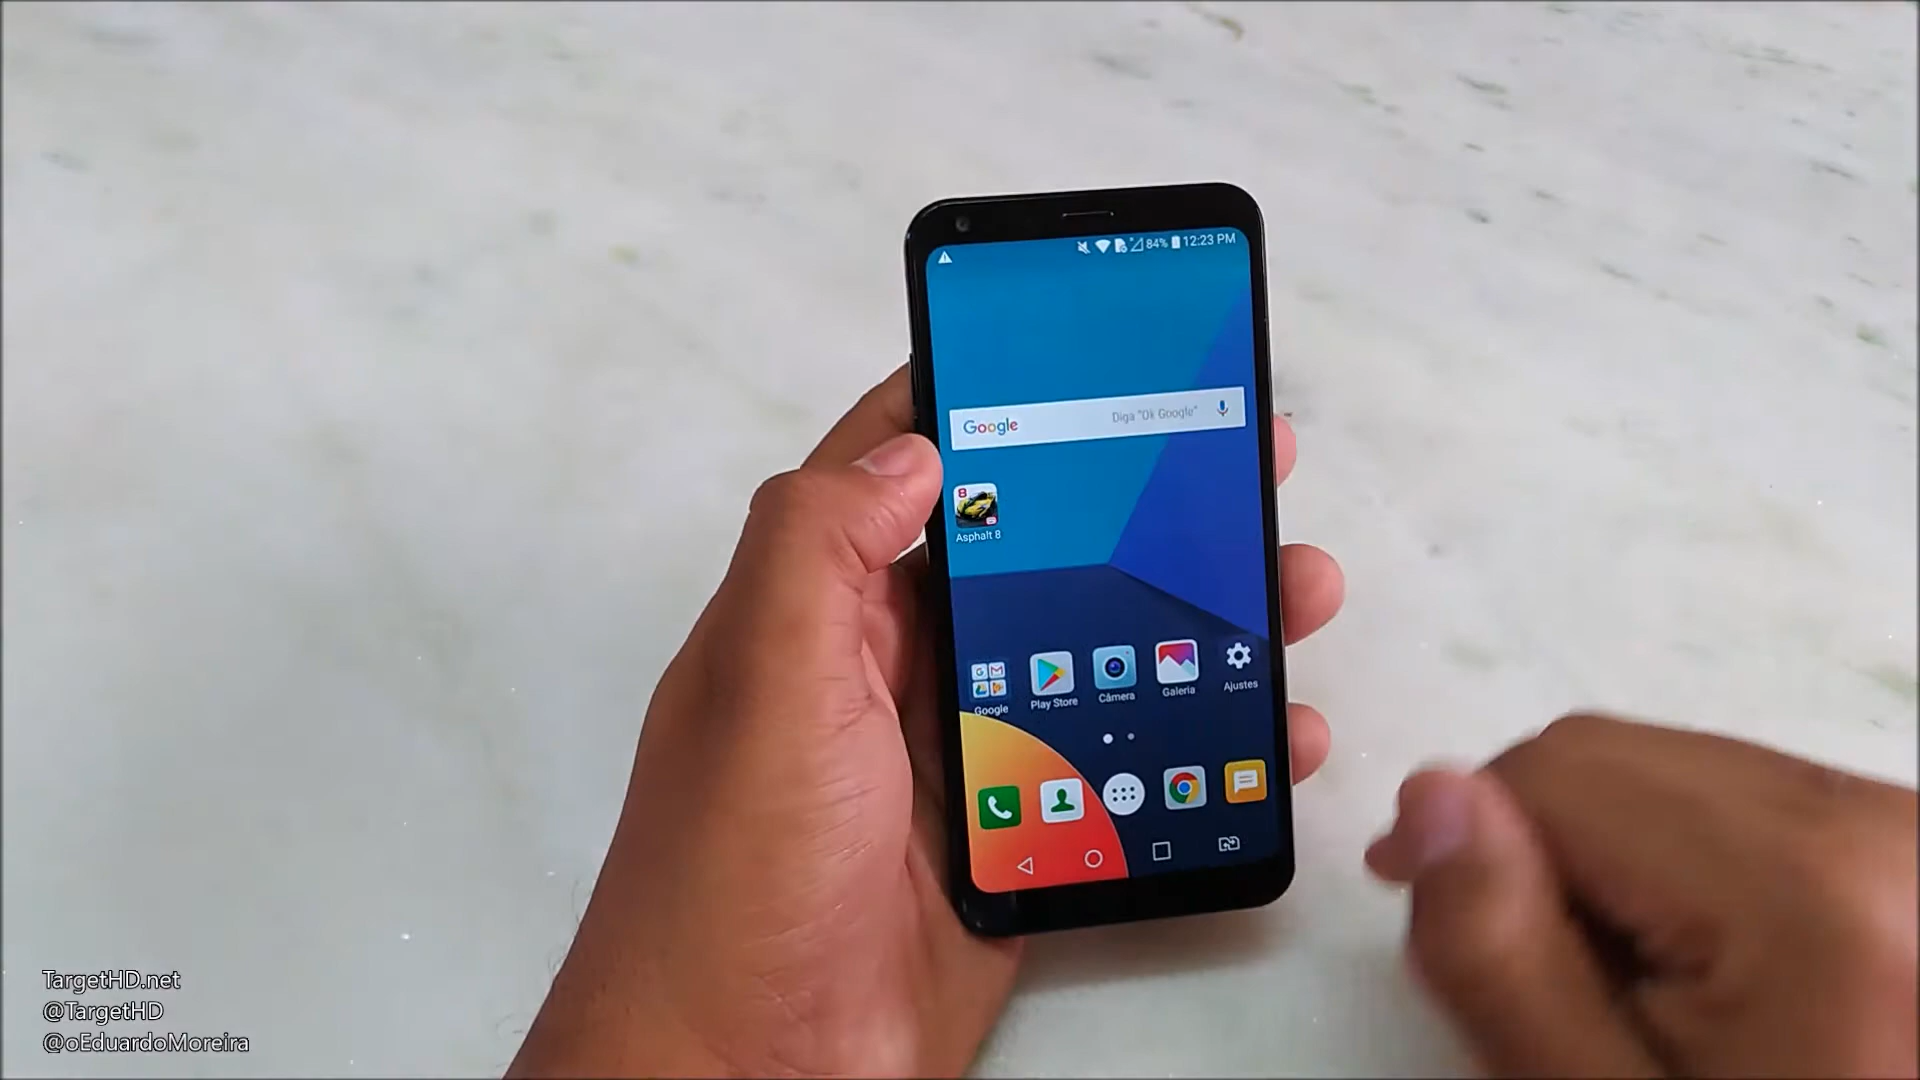 84% 12:23 PM
Google Diga "Ok Google"
8
Asphalt 8
Google Play Store Câmera Galeria Ajustes
TargetHD.net
@TargetHD
@oEduardoMoreira